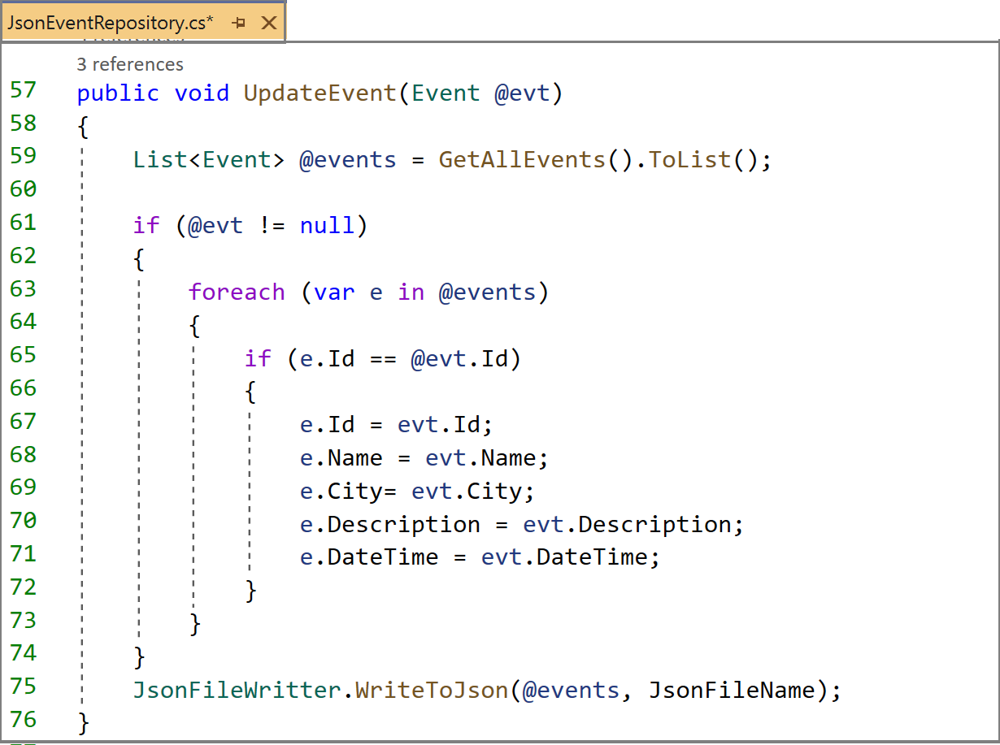 JsonEventRepository.cs*
3 references
57 public void UpdateEvent(Event @evt)
58 {
59     List<Event> @events = GetAllEvents().ToList();
60
61     if (@evt != null)
62     {
63         foreach (var e in @events)
64         {
65             if (e.Id == @evt.Id)
66             {
67                 e.Id = evt.Id;
68                 e.Name = evt.Name;
69                 e.City= evt.City;
70                 e.Description = evt.Description;
71                 e.DateTime = evt.DateTime;
72             }
73         }
74     }
75     JsonFileWritter.WriteToJson(@events, JsonFileName);
76 }